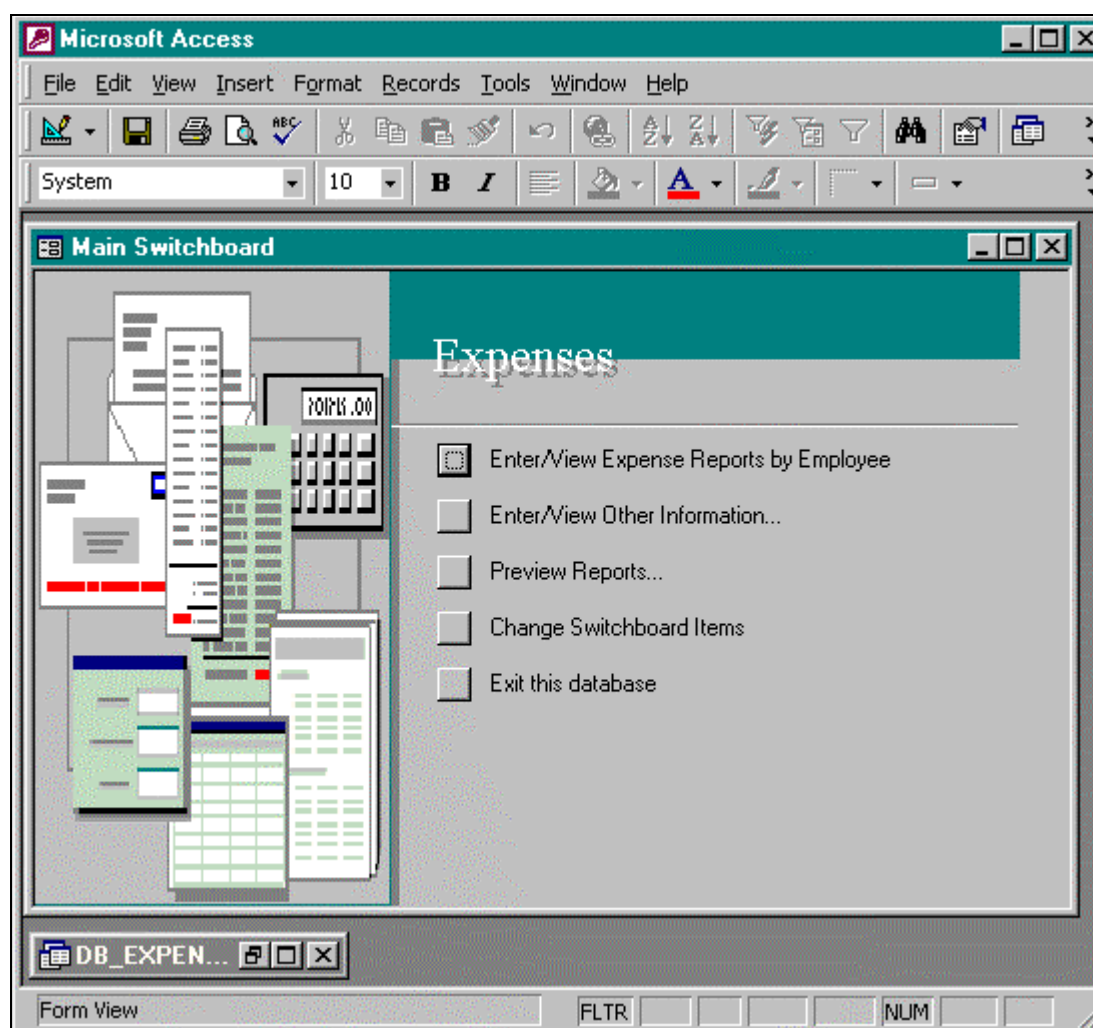 Microsoft Access
File Edit View Insert Format Records Tools Window Help
ABC
A Z Z A
System 10 B I A
Main Switchboard
Expenses
Enter/View Expense Reports by Employee
Enter/View Other Information...
Preview Reports...
Change Switchboard Items
Exit this database
DB_EXPEN...
Form View FLTR NUM